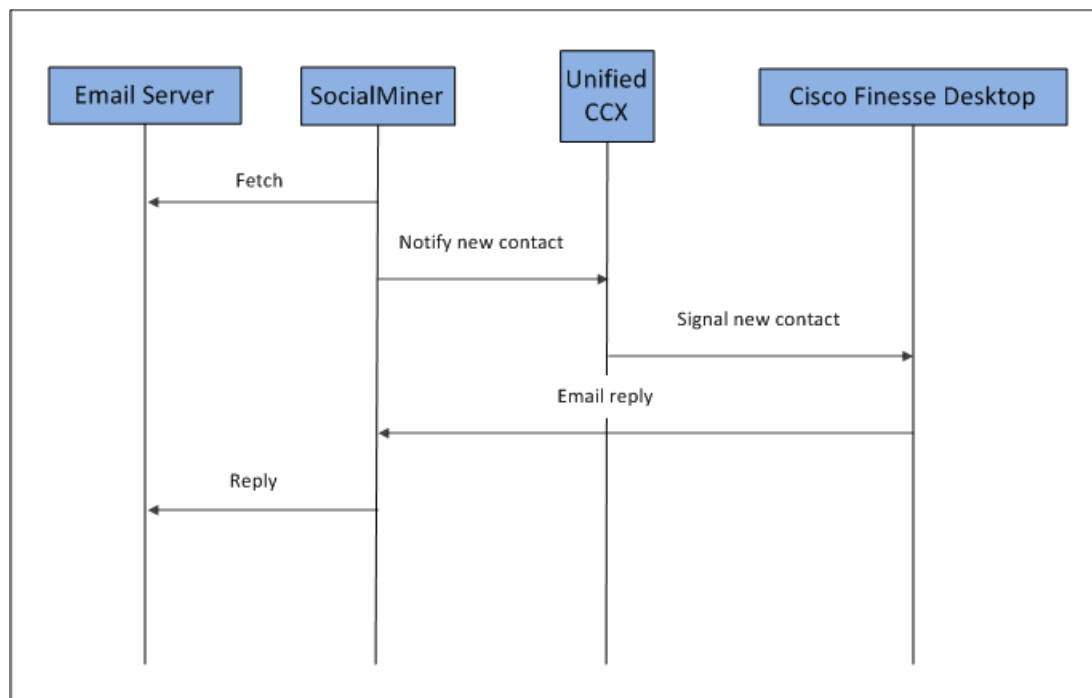 Email Server
SocialMiner
Unified
CCX
Cisco Finesse Desktop
Fetch
Notify new contact
Signal new contact
Email reply
Reply